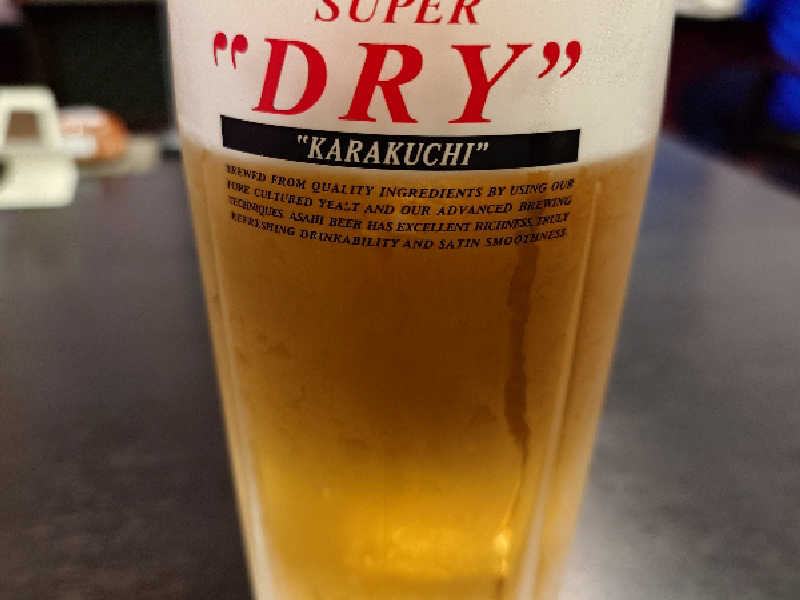 SUPER
"DRY"
"KARAKUCHI"
BREWED FROM QUALITY INGREDIENTS BY USING OUR
PURE CULTURED YEAST AND OUR ADVANCED BREWING
TECHNIQUES. ASAHI BEER HAS EXCELLENT RICHNESS, TRULY
REFRESHING DRINKABILITY AND SATIN SMOOTHNESS.